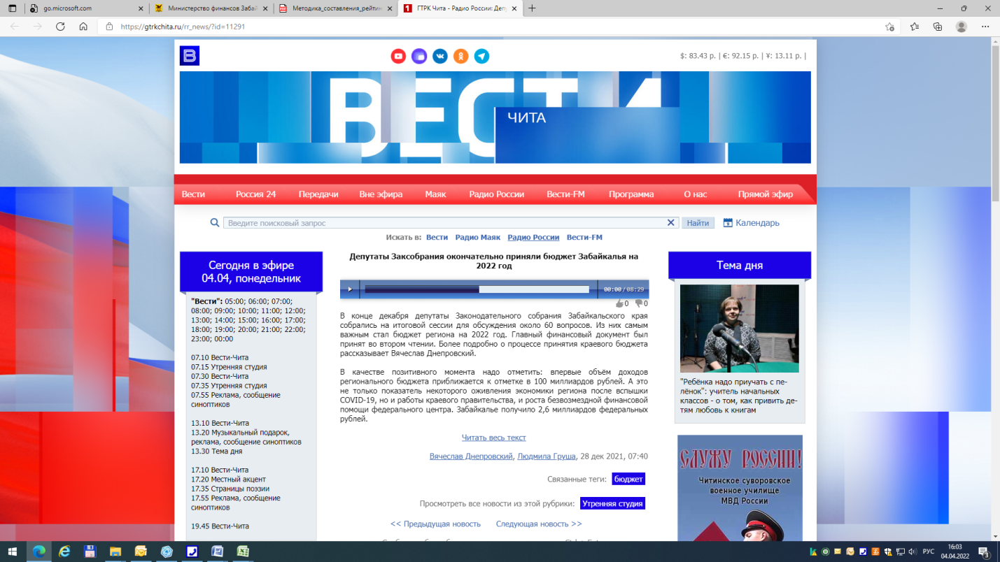 go.microsoft.com
Министерство финансов Забай
Методика_составления_рейтин
ГТРК Чита - Радио России: Деп
https://gtrkchita.ru/rr_news/?id=11291
$: 83.43 р. | €: 92.15 р. | ¥: 13.11 р. |
ВЕСТИ
ЧИТА
Вести
Россия 24
Передачи
Вне эфира
Маяк
Радио России
Вести-FM
Программа
О нас
Прямой эфир
Введите поисковый запрос
Найти
Календарь
Искать в: Вести Радио Маяк Радио России Вести-FM
Сегодня в эфире
04.04, понедельник
"Вести": 05:00; 06:00; 07:00;
08:00; 09:00; 10:00; 11:00; 12:00;
13:00; 14:00; 15:00; 16:00; 17:00;
18:00; 19:00; 20:00; 21:00; 22:00;
23:00; 00:00
07.10 Вести-Чита
07.15 Утренняя студия
07.30 Вести-Чита
07.35 Утренняя студия
07.55 Реклама, сообщение
синоптиков
13.10 Вести-Чита
13.20 Музыкальный подарок,
реклама, сообщение синоптиков
13.30 Тема дня
17.10 Вести-Чита
17.20 Местный акцент
17.35 Страницы поэзии
17.55 Реклама, сообщение
синоптиков
19.45 Вести-Чита
Депутаты Заксобрания окончательно приняли бюджет Забайкалья на
2022 год
00:00/08:29
0 0
В конце декабря депутаты Законодательного собрания Забайкальского края
собрались на итоговой сессии для обсуждения около 60 вопросов. Из них самым
важным стал бюджет региона на 2022 год. Главный финансовый документ был
принят во втором чтении. Более подробно о процессе принятия краевого бюджета
рассказывает Вячеслав Днепровский.
В качестве позитивного момента надо отметить: впервые объём доходов
регионального бюджета приближается к отметке в 100 миллиардов рублей. А это
не только показатель некоторого оживления экономики региона после вспышки
COVID-19, но и работы краевого правительства, и роста безвозмездной финансовой
помощи федерального центра. Забайкалье получило 2,6 миллиардов федеральных
рублей.
Читать весь текст
Вячеслав Днепровский, Людмила Груша, 28 дек 2021, 07:40
Связанные теги: бюджет
Просмотреть все новости из этой рубрики: Утренняя студия
<< Предыдущая новость Следующая новость >>
Тема дня
"Ребёнка надо приучать с пе-
лёнок": учитель начальных
классов - о том, как привить де-
тям любовь к книгам
СЛУЖУ РОССИИ!
Читинское суворовское
военное училище
МВД России
РУС
16:03
04.04.2022
3